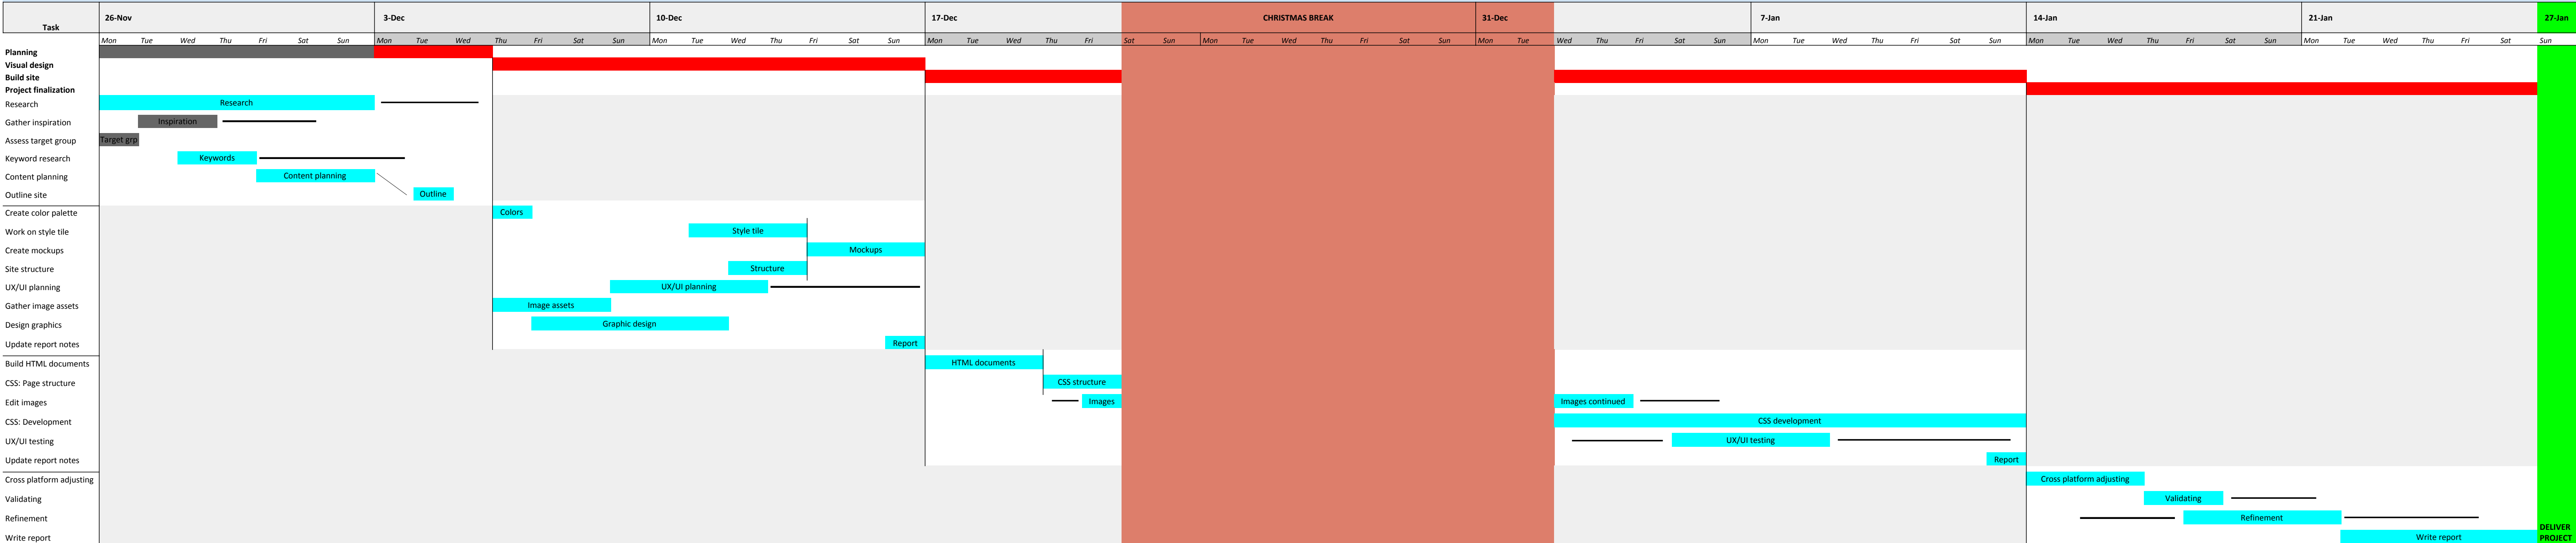 Task 26-Nov 3-Dec 10-Dec 17-Dec CHRISTMAS BREAK 31-Dec 7-Jan 14-Jan 21-Jan 27-Jan
Mon Tue Wed Thu Fri Sat Sun Mon Tue Wed Thu Fri Sat Sun Mon Tue Wed Thu Fri Sat Sun Mon Tue Wed Thu Fri Sat Sun Mon Tue Wed Thu Fri Sat Sun Mon Tue Wed Thu Fri Sat Sun Mon Tue Wed Thu Fri Sat Sun Mon Tue Wed Thu Fri Sat Sun Mon Tue Wed Thu Fri Sat Sun
Planning
Visual design
Build site
Project finalization
Research Research
Gather inspiration Inspiration
Assess target group Target grp
Keyword research Keywords
Content planning Content planning
Outline site Outline
Create color palette Colors
Work on style tile Style tile
Create mockups Mockups
Site structure Structure
UX/UI planning UX/UI planning
Gather image assets Image assets
Design graphics Graphic design
Update report notes Report
Build HTML documents HTML documents
CSS: Page structure CSS structure
Edit images Images Images continued
CSS: Development CSS development
UX/UI testing UX/UI testing
Update report notes Report
Cross platform adjusting Cross platform adjusting
Validating Validating
Refinement Refinement
Write report Write report
DELIVER
PROJECT